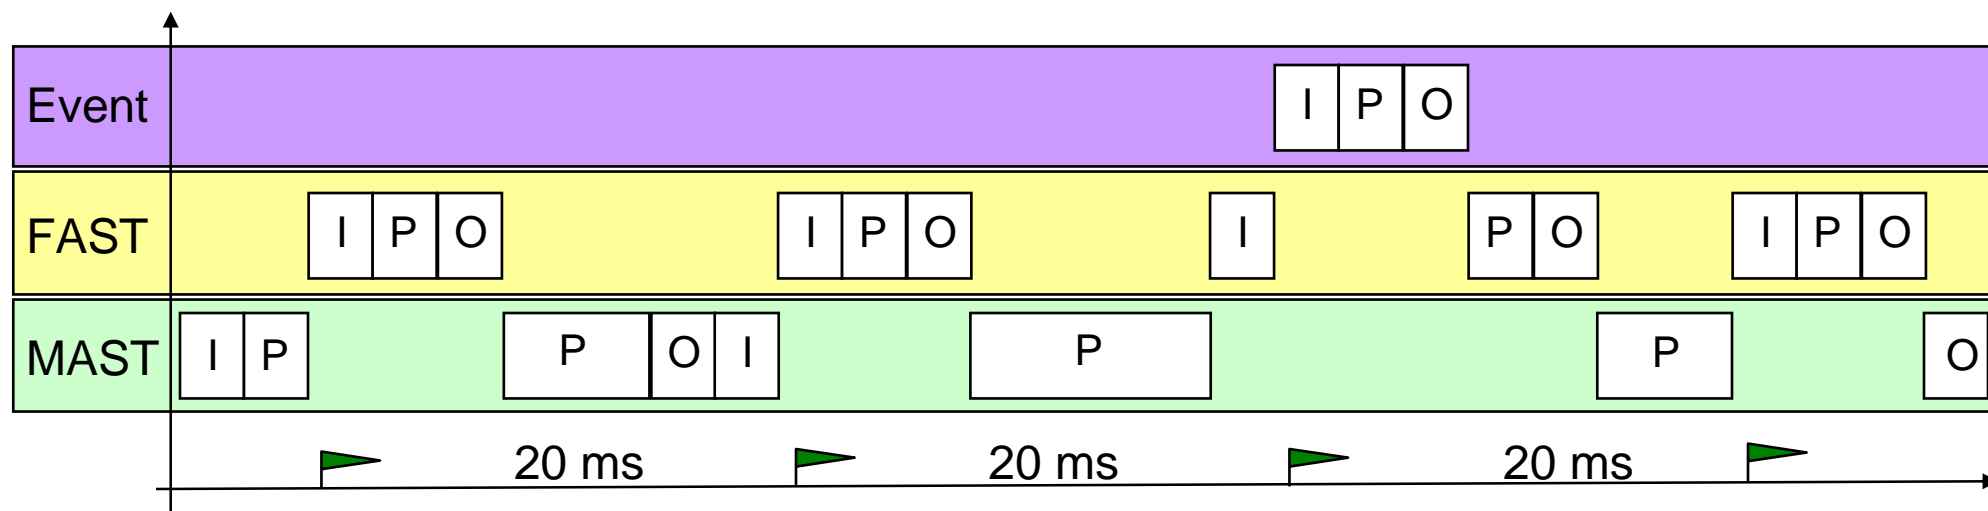 Event I P O
FAST I P O I P O I P O I P O
MAST I P P O I P P O
20 ms 20 ms 20 ms